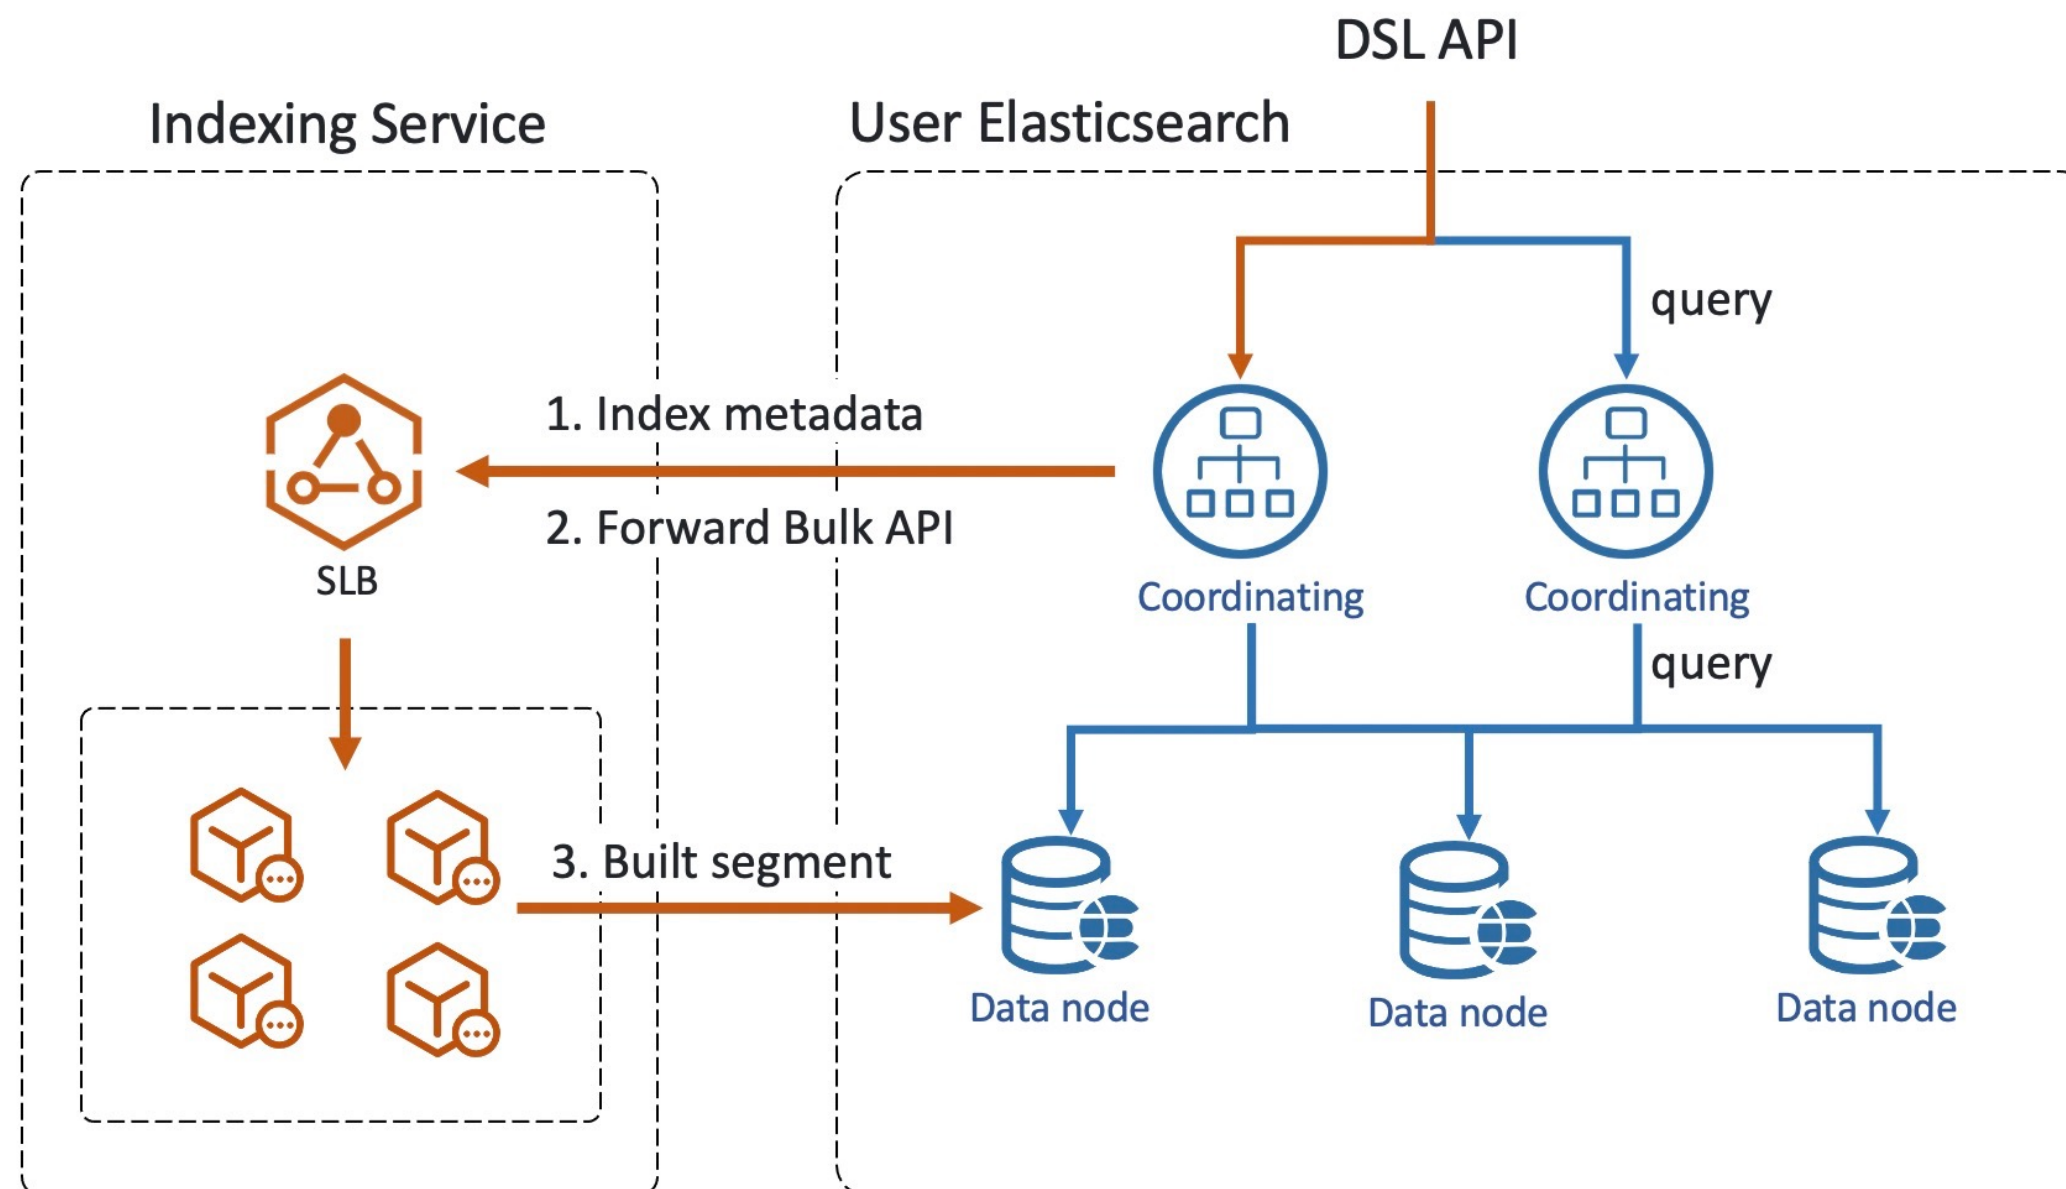 DSL API
Indexing Service
User Elasticsearch
query
1. Index metadata
2. Forward Bulk API
SLB
Coordinating
Coordinating
query
3. Built segment
Data node
Data node
Data node